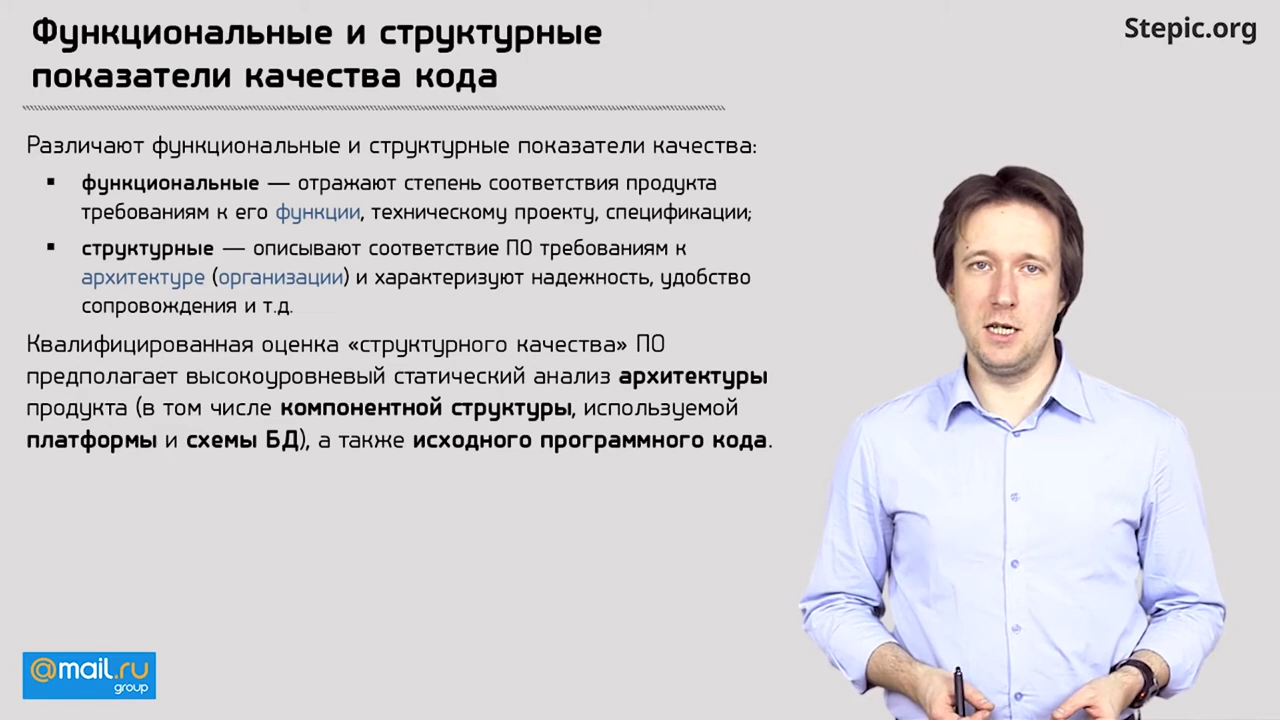 Функциональные и структурные
показатели качества кода
Stepic.org
Различают функциональные и структурные показатели качества:
▪ функциональные — отражают степень соответствия продукта
требованиям к его функции, техническому проекту, спецификации;
▪ структурные — описывают соответствие ПО требованиям к
архитектуре (организации) и характеризуют надежность, удобство
сопровождения и т.д.
Квалифицированная оценка «структурного качества» ПО
предполагает высокоуровневый статический анализ архитектуры
продукта (в том числе компонентной структуры, используемой
платформы и схемы БД), а также исходного программного кода.
@mail.ru
group